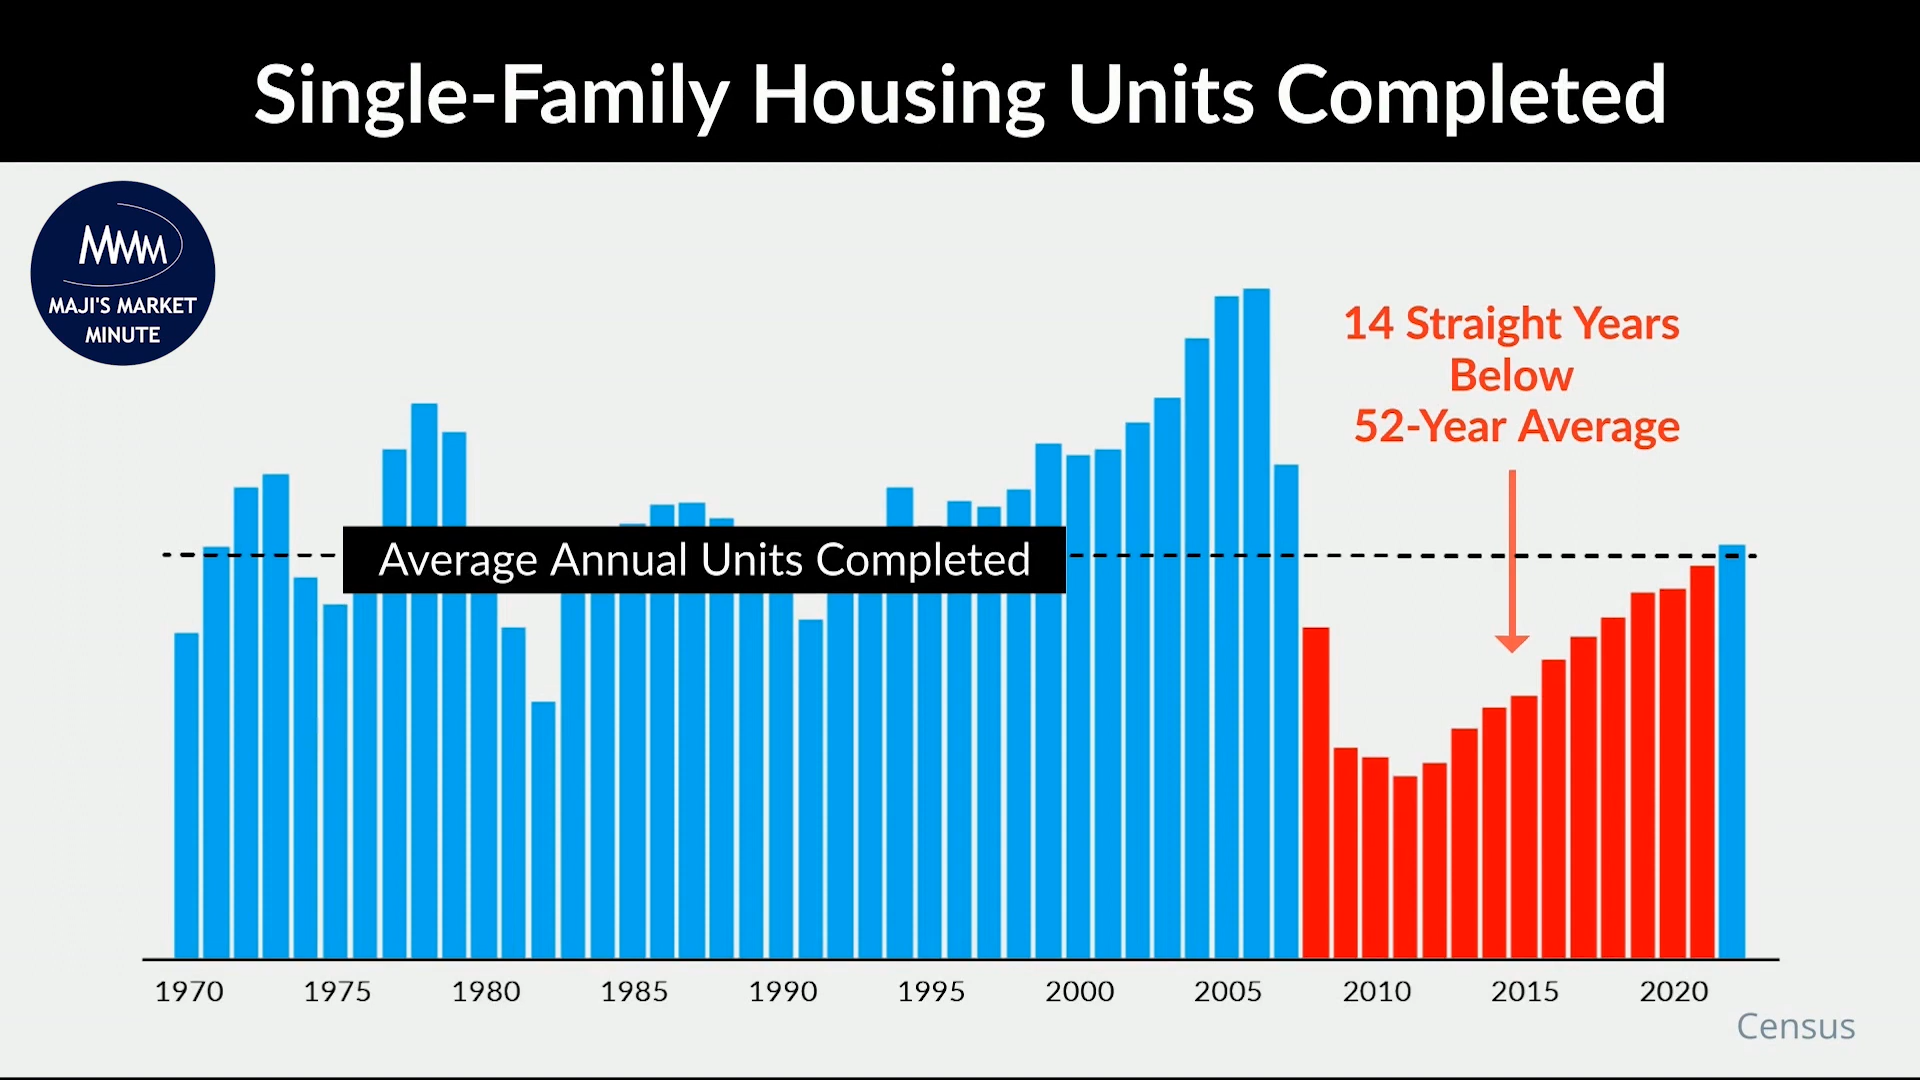 Single-Family Housing Units Completed
MMM
MAJI'S MARKET
MINUTE
14 Straight Years
Below
52-Year Average
Average Annual Units Completed
1970 1975 1980 1985 1990 1995 2000 2005 2010 2015 2020
Census